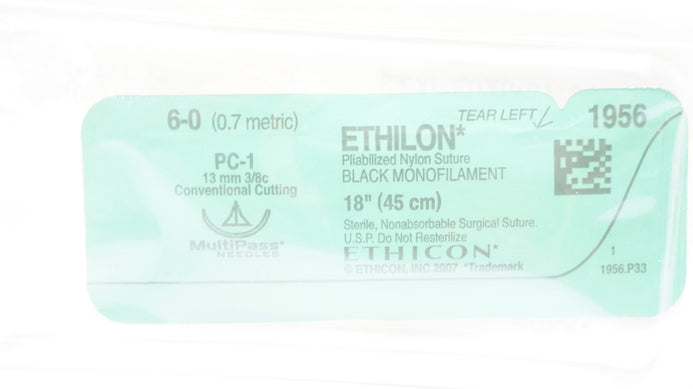 6-0 (0.7 metric)
PC-1
13 mm 3/8c
Conventional Cutting
MultiPass*
NEEDLES
TEAR LEFT
ETHILON*
Pliabilized Nylon Suture
BLACK MONOFILAMENT
18" (45 cm)
Sterile, Nonabsorbable Surgical Suture.
U.S.P. Do Not Resterilize
ETHICON*
© ETHICON, INC 2007 *Trademark
1956
1
1956.P33